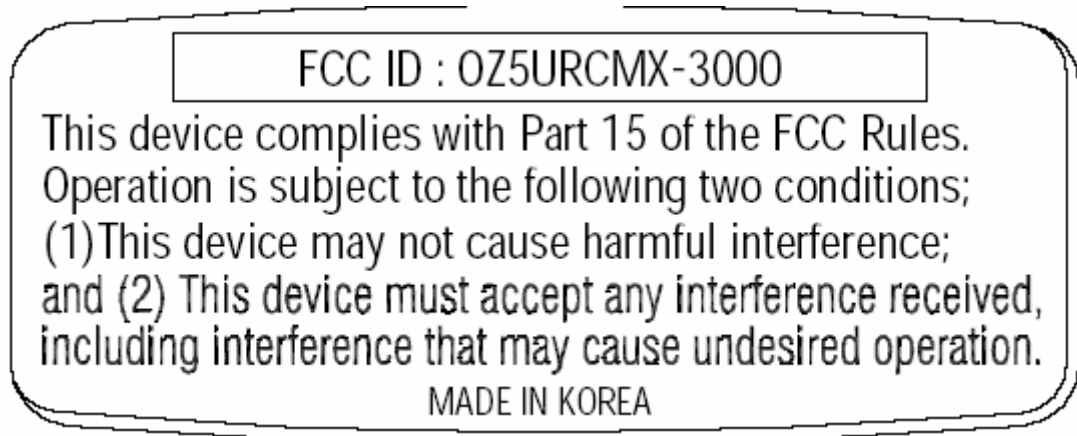 FCC ID : OZ5URCMX-3000
This device complies with Part 15 of the FCC Rules.
Operation is subject to the following two conditions;
(1)This device may not cause harmful interference;
and (2) This device must accept any interference received,
including interference that may cause undesired operation.
MADE IN KOREA